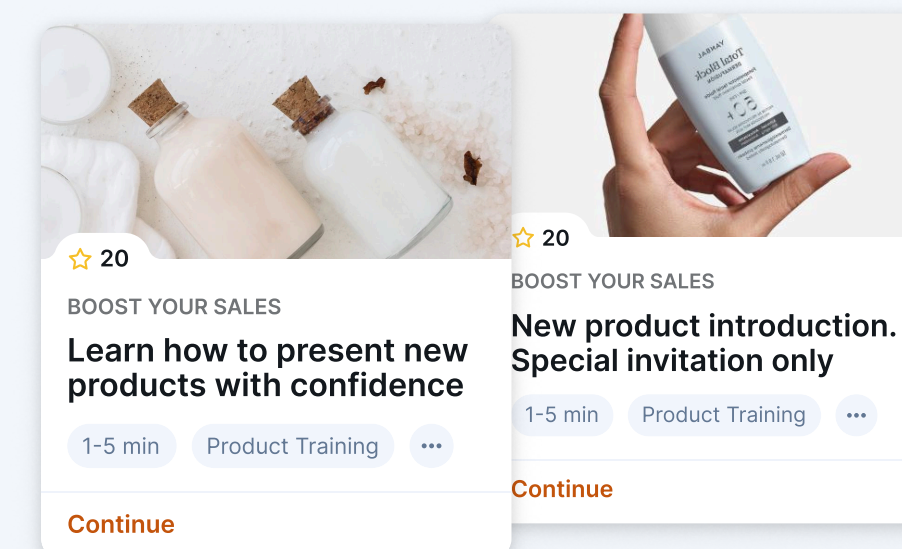 20
BOOST YOUR SALES
Learn how to present new
products with confidence
1-5 min
Product Training
Continue
YANBAL
Total Block
20
BOOST YOUR SALES
New product introduction.
Special invitation only
1-5 min
Product Training
Continue